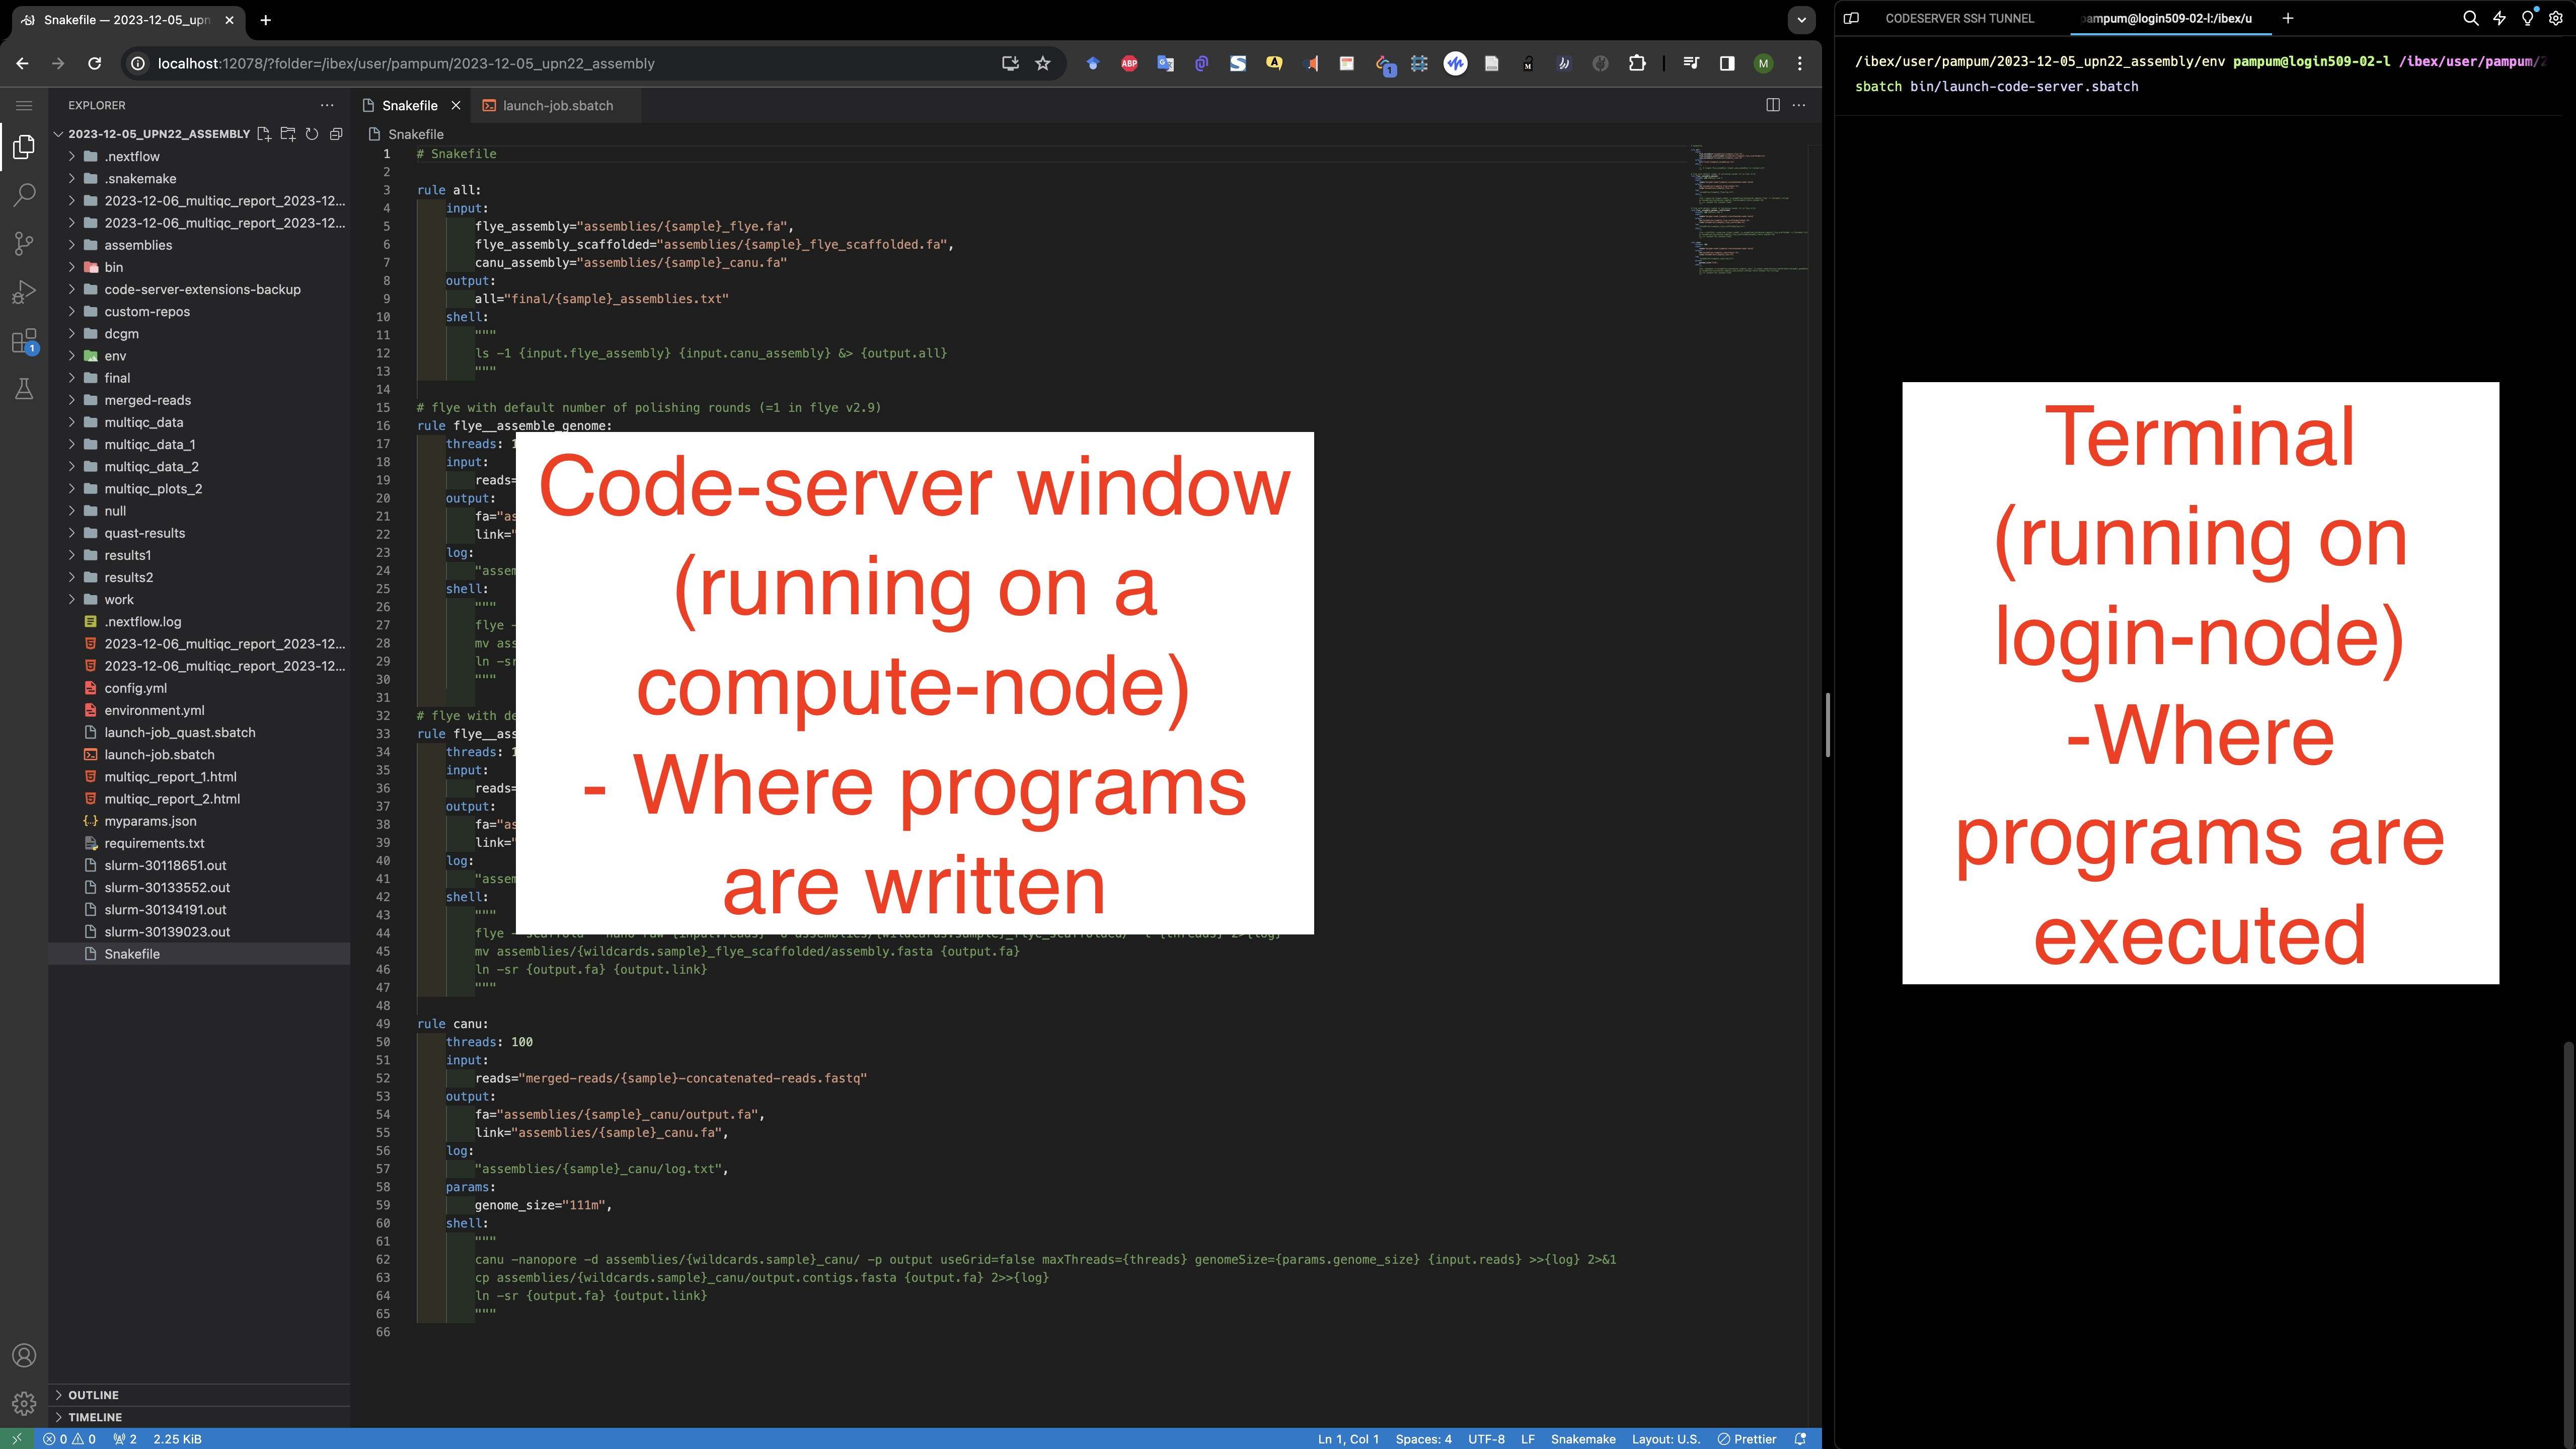 Snakefile — 2023-12-05_upn
localhost:12078/?folder=/ibex/user/pampum/2023-12-05_upn22_assembly
ABP
1
M
EXPLORER
2023-12-05_UPN22_ASSEMBLY
.nextflow
.snakemake
2023-12-06_multiqc_report_2023-12...
2023-12-06_multiqc_report_2023-12...
assemblies
bin
code-server-extensions-backup
custom-repos
dcgm
env
final
merged-reads
multiqc_data
multiqc_data_1
multiqc_data_2
multiqc_plots_2
null
quast-results
results1
results2
work
.nextflow.log
2023-12-06_multiqc_report_2023-12...
2023-12-06_multiqc_report_2023-12...
config.yml
environment.yml
launch-job_quast.sbatch
launch-job.sbatch
multiqc_report_1.html
multiqc_report_2.html
myparams.json
requirements.txt
slurm-30118651.out
slurm-30133552.out
slurm-30134191.out
slurm-30139023.out
Snakefile
OUTLINE
TIMELINE
1
Snakefile
launch-job.sbatch
Snakefile
1 # Snakefile
2
3 rule all:
4 input:
5 flye_assembly="assemblies/{sample}_flye.fa",
6 flye_assembly_scaffolded="assemblies/{sample}_flye_scaffolded.fa",
7 canu_assembly="assemblies/{sample}_canu.fa"
8 output:
9 all="final/{sample}_assemblies.txt"
10 shell:
11 """
12 ls -1 {input.flye_assembly} {input.canu_assembly} &> {output.all}
13 """
14
15 # flye with default number of polishing rounds (=1 in flye v2.9)
16 rule flye__assemble_genome:
17 threads: 1
18 input:
19 reads=
20 output:
21 fa="as
22 link="
23 log:
24 "assem
25 shell:
26 """
27 flye -
28 mv ass
29 ln -sr
30 """
31
32 # flye with de
33 rule flye__ass
34 threads: 1
35 input:
36 reads=
37 output:
38 fa="as
39 link="
40 log:
41 "assem
42 shell:
43 """
44 flye --scaffold --nano-raw {input.reads} -o assemblies/{wildcards.sample}_flye_scaffolded/ -t {threads} 2>{log}
45 mv assemblies/{wildcards.sample}_flye_scaffolded/assembly.fasta {output.fa}
46 ln -sr {output.fa} {output.link}
47 """
48
49 rule canu:
50 threads: 100
51 input:
52 reads="merged-reads/{sample}-concatenated-reads.fastq"
53 output:
54 fa="assemblies/{sample}_canu/output.fa",
55 link="assemblies/{sample}_canu.fa",
56 log:
57 "assemblies/{sample}_canu/log.txt",
58 params:
59 genome_size="111m",
60 shell:
61 """
62 canu -nanopore -d assemblies/{wildcards.sample}_canu/ -p output useGrid=false maxThreads={threads} genomeSize={params.genome_size} {input.reads} >>{log} 2>&1
63 cp assemblies/{wildcards.sample}_canu/output.contigs.fasta {output.fa} 2>>{log}
64 ln -sr {output.fa} {output.link}
65 """
66
Code-server window
(running on a
compute-node)
- Where programs
are written
0 0 2 2.25 KiB
Ln 1, Col 1 Spaces: 4 UTF-8 LF Snakemake Layout: U.S. Prettier
CODESERVER SSH TUNNEL
pampum@login509-02-l:/ibex/u
/ibex/user/pampum/2023-12-05_upn22_assembly/env pampum@login509-02-l /ibex/user/pampum/2
sbatch bin/launch-code-server.sbatch
Terminal
(running on
login-node)
-Where
programs are
executed